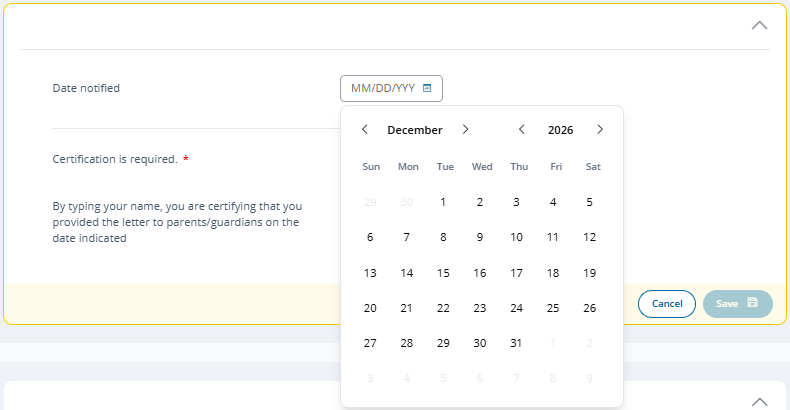 Date notified
MM/DD/YYY
December 2026
Sun Mon Tue Wed Thu Fri Sat
29 30 1 2 3 4 5
6 7 8 9 10 11 12
13 14 15 16 17 18 19
20 21 22 23 24 25 26
27 28 29 30 31 1 2
3 4 5 6 7 8 9
Certification is required. *
By typing your name, you are certifying that you
provided the letter to parents/guardians on the
date indicated
Cancel Save